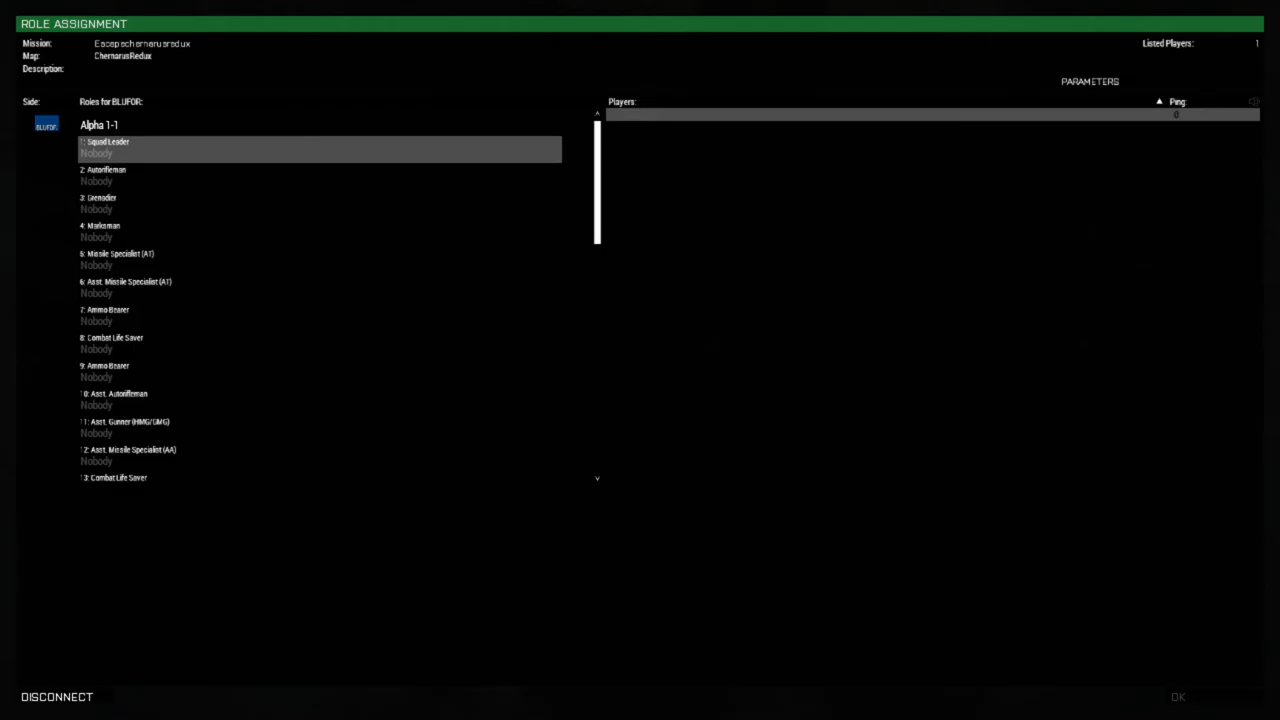 ROLE ASSIGNMENT
Mission: Escapechernarusredux
Map: ChernarusRedux
Description:
Listed Players: 1
PARAMETERS
Side: Roles for BLUFOR: Players: ▲ Ping:
BLUFOR Alpha 1-1
0
1: Squad Leader
Nobody
2: Autorifleman
Nobody
3: Grenadier
Nobody
4: Marksman
Nobody
5: Missile Specialist (AT)
Nobody
6: Asst. Missile Specialist (AT)
Nobody
7: Ammo Bearer
Nobody
8: Combat Life Saver
Nobody
9: Ammo Bearer
Nobody
10: Asst. Autorifleman
Nobody
11: Asst. Gunner (HMG/GMG)
Nobody
12: Asst. Missile Specialist (AA)
Nobody
13: Combat Life Saver
DISCONNECT OK